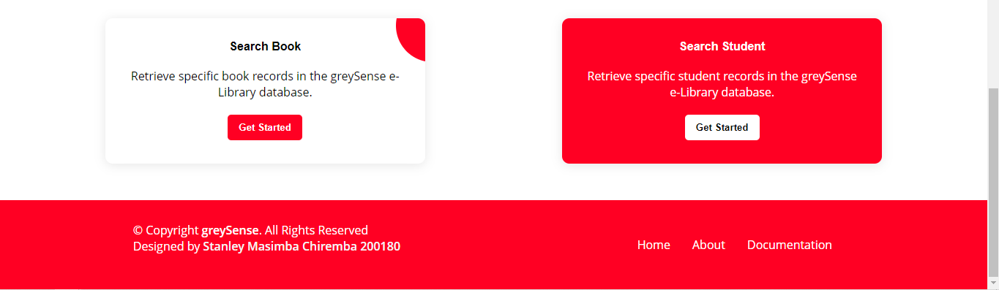 Search Book
Retrieve specific book records in the greySense e-
Library database.
Get Started
Search Student
Retrieve specific student records in the greySense
e-Library database.
Get Started
© Copyright greySense. All Rights Reserved
Designed by Stanley Masimba Chiremba 200180
Home About Documentation